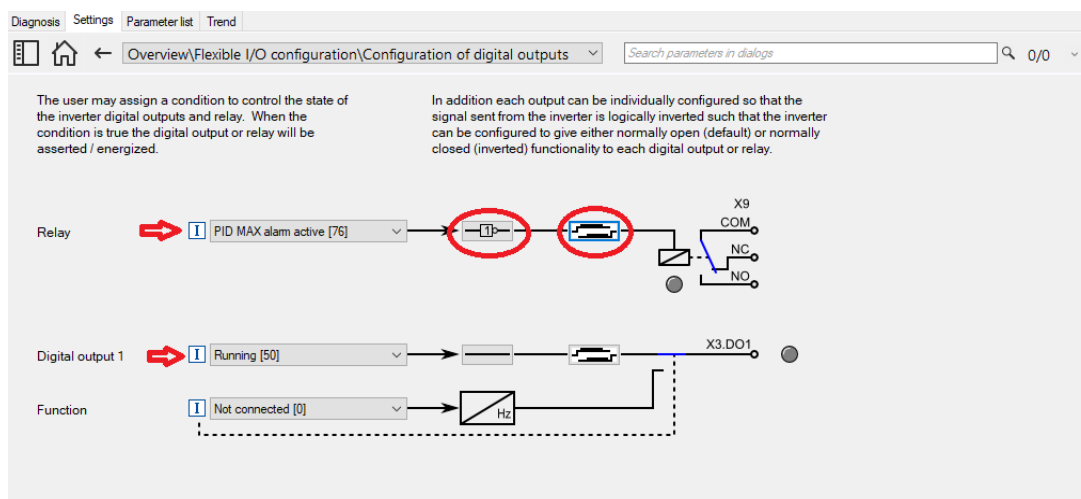 Diagnosis Settings Parameter list Trend
Overview\Flexible I/O configuration\Configuration of digital outputs
Search parameters in dialogs
0/0
The user may assign a condition to control the state of
the inverter digital outputs and relay. When the
condition is true the digital output or relay will be
asserted / energized.
In addition each output can be individually configured so that the
signal sent from the inverter is logically inverted such that the inverter
can be configured to give either normally open (default) or normally
closed (inverted) functionality to each digital output or relay.
X9
COM
Relay
I PID MAX alarm active [76]
1
NC
NO
Digital output 1
I Running [50]
X3.DO1
Function
I Not connected [0]
Hz